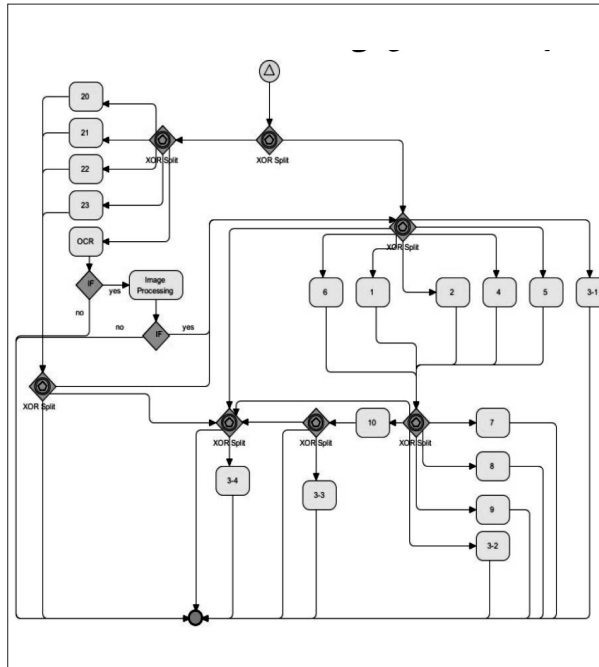 20
21
XOR Split
XOR Split
22
23
OCR
XOR Split
IF
yes
Image
Processing
6
1
2
4
5
3-1
no
no
IF
yes
XOR Split
10
7
XOR Split
XOR Split
XOR Split
8
3-4
3-3
9
3-2